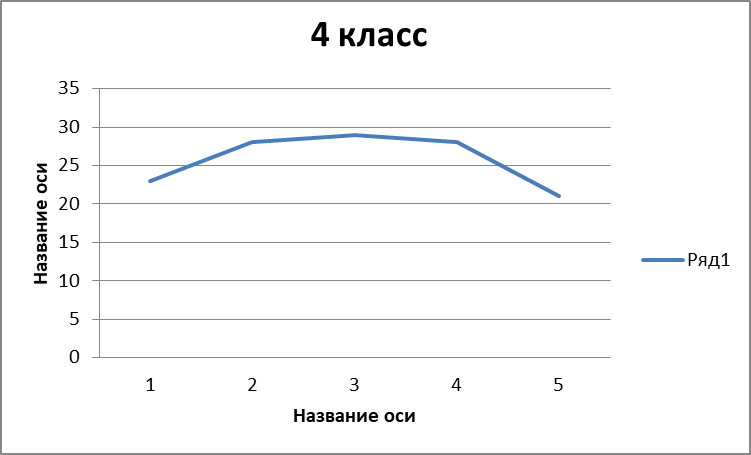 4 класс
35
30
25
20
15
10
5
0
Название оси
1 2 3 4 5
Название оси
Ряд1